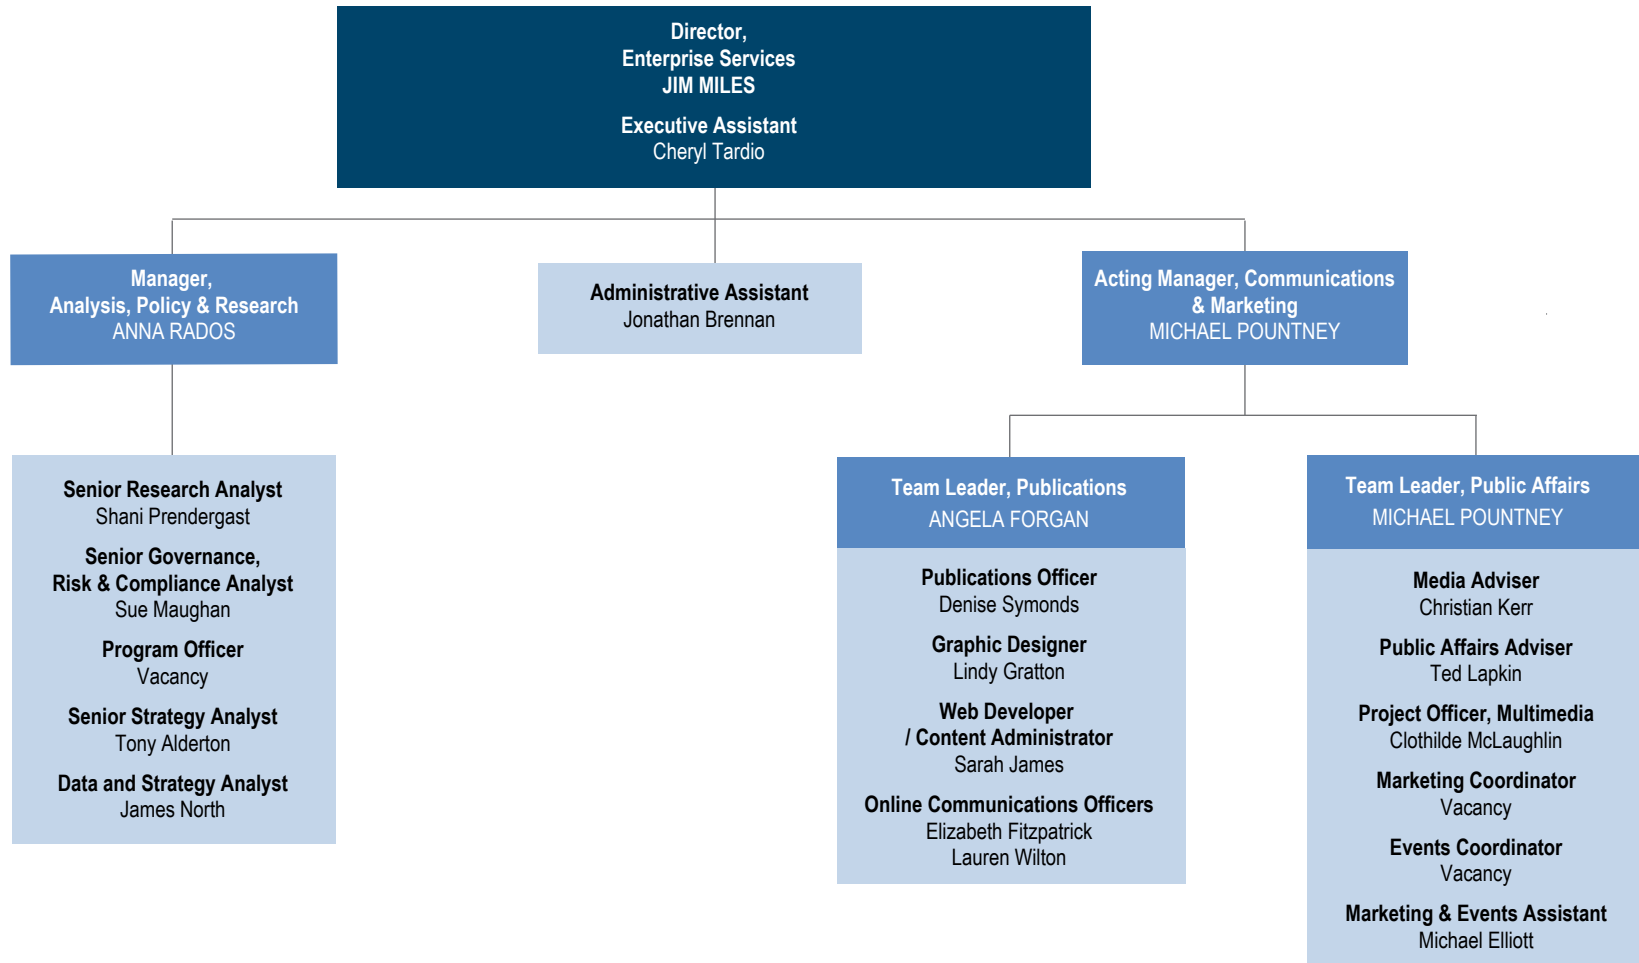 Director,
Enterprise Services
JIM MILES
Executive Assistant
Cheryl Tardio
Manager,
Analysis, Policy & Research
ANNA RADOS
Administrative Assistant
Jonathan Brennan
Acting Manager, Communications
& Marketing
MICHAEL POUNTNEY
Senior Research Analyst
Shani Prendergast
Senior Governance,
Risk & Compliance Analyst
Sue Maughan
Program Officer
Vacancy
Senior Strategy Analyst
Tony Alderton
Data and Strategy Analyst
James North
Team Leader, Publications
ANGELA FORGAN
Publications Officer
Denise Symonds
Graphic Designer
Lindy Gratton
Web Developer
/ Content Administrator
Sarah James
Online Communications Officers
Elizabeth Fitzpatrick
Lauren Wilton
Team Leader, Public Affairs
MICHAEL POUNTNEY
Media Adviser
Christian Kerr
Public Affairs Adviser
Ted Lapkin
Project Officer, Multimedia
Clothilde McLaughlin
Marketing Coordinator
Vacancy
Events Coordinator
Vacancy
Marketing & Events Assistant
Michael Elliott